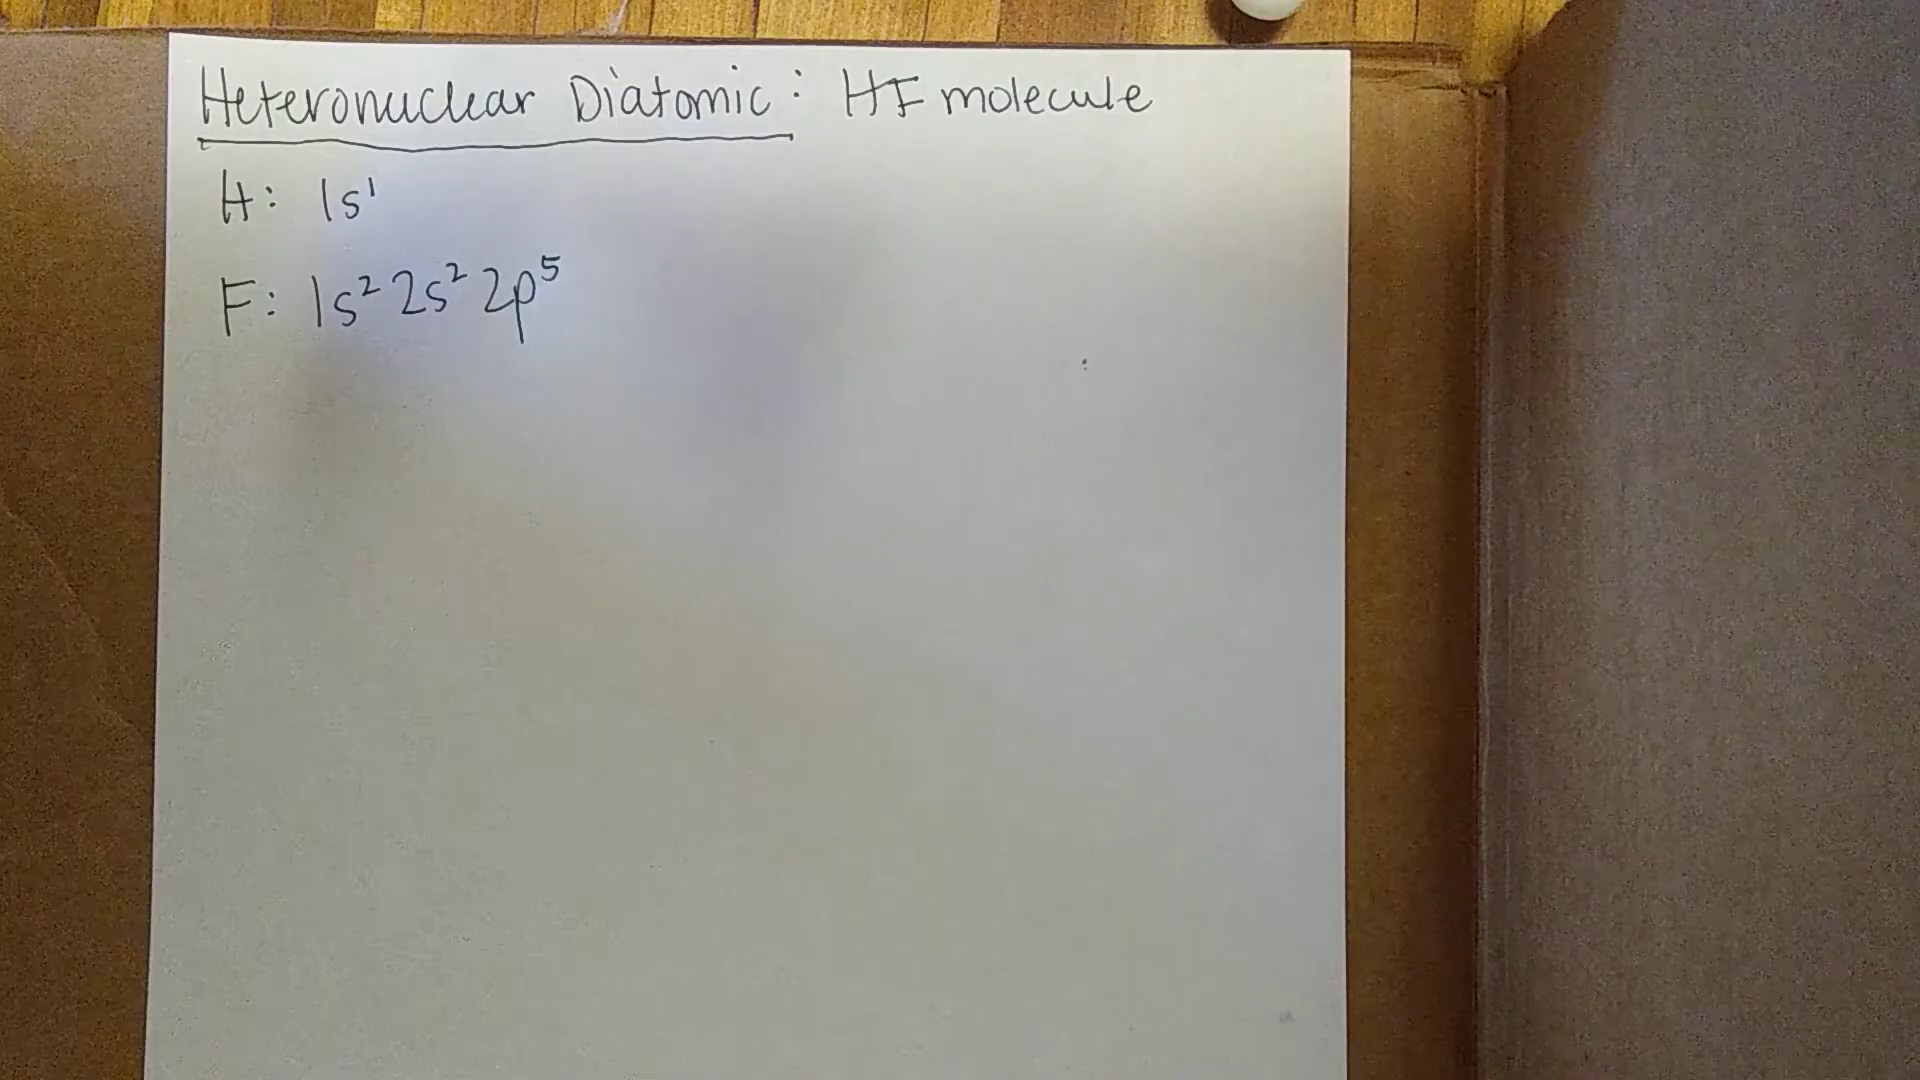 Heteronuclear Diatomic: HF molecule
H: 1s¹
F: 1s² 2s² 2p⁵